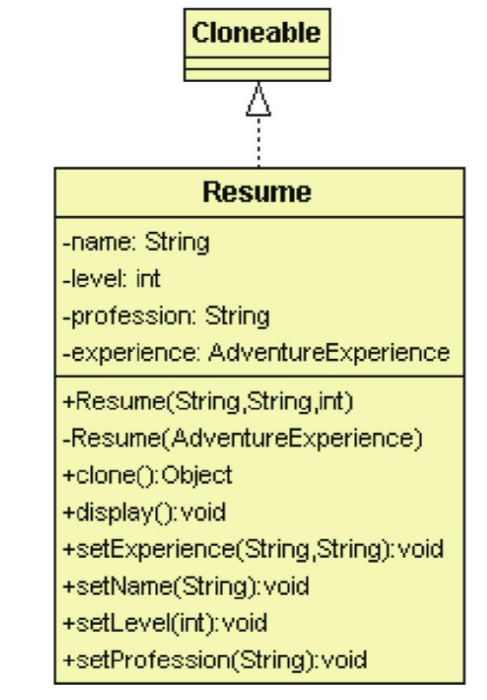 Cloneable
Resume
-name: String
-level: int
-profession: String
-experience: AdventureExperience
+Resume(String,String,int)
-Resume(AdventureExperience)
+clone():Object
+display():void
+setExperience(String,String):void
+setName(String):void
+setLevel(int):void
+setProfession(String):void